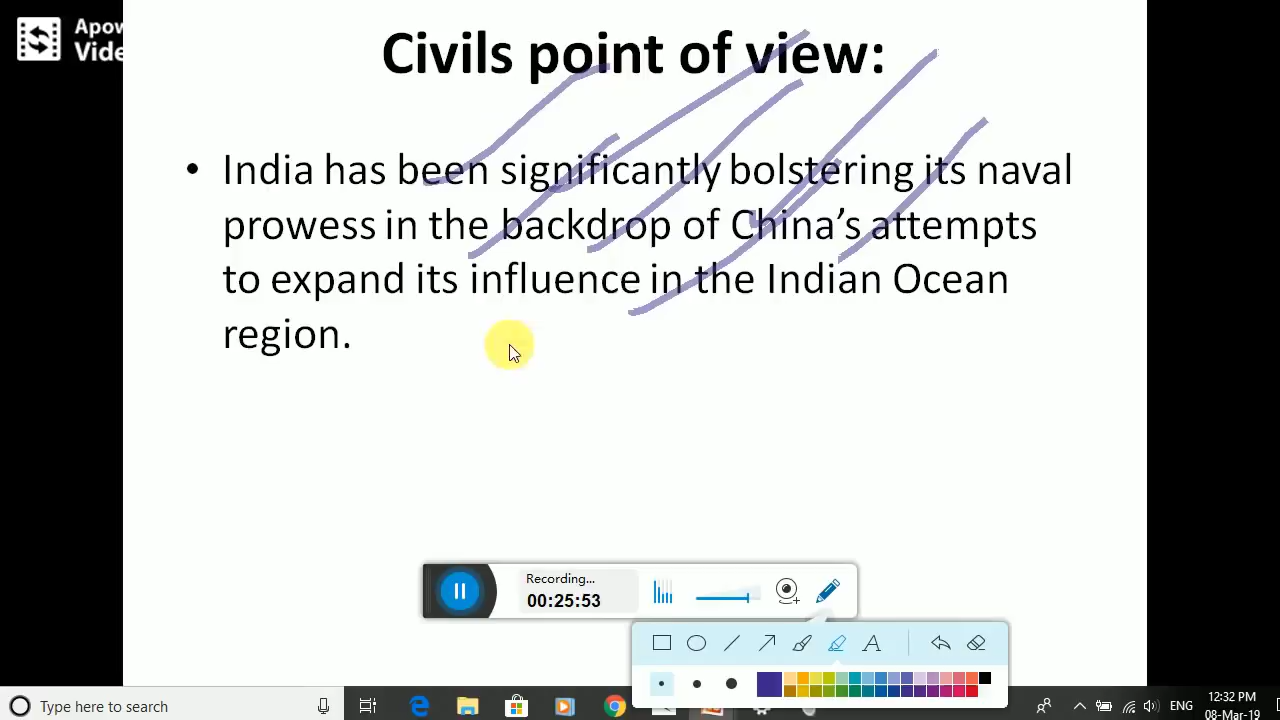 Apow
Vide
Civils point of view:
• India has been significantly bolstering its naval
prowess in the backdrop of China’s attempts
to expand its influence in the Indian Ocean
region.
Recording...
00:25:53
A
Type here to search
ENG
12:32 PM
08-Mar-19